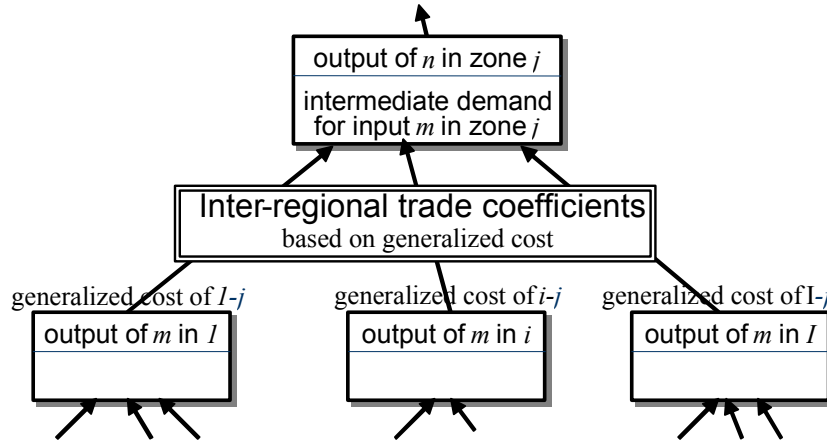 output of n in zone j
intermediate demand
for input m in zone j
Inter-regional trade coefficients
based on generalized cost
generalized cost of 1-j
generalized cost of i-j
generalized cost of I-j
output of m in 1
output of m in i
output of m in I